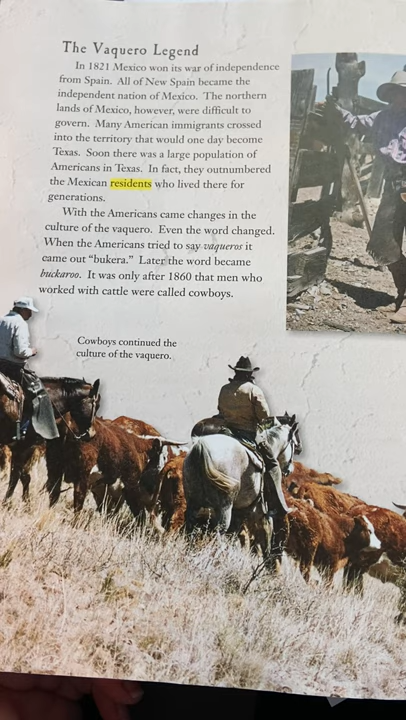 The Vaquero Legend
In 1821 Mexico won its war of independence
from Spain. All of New Spain became the
independent nation of Mexico. The northern
lands of Mexico, however, were difficult to
govern. Many American immigrants crossed
into the territory that would one day become
Texas. Soon there was a large population of
Americans in Texas. In fact, they outnumbered
the Mexican residents who lived there for
generations.
With the Americans came changes in the
culture of the vaquero. Even the word changed.
When the Americans tried to say vaqueros it
came out “bukera.” Later the word became
buckaroo. It was only after 1860 that men who
worked with cattle were called cowboys.
Cowboys continued the
culture of the vaquero.